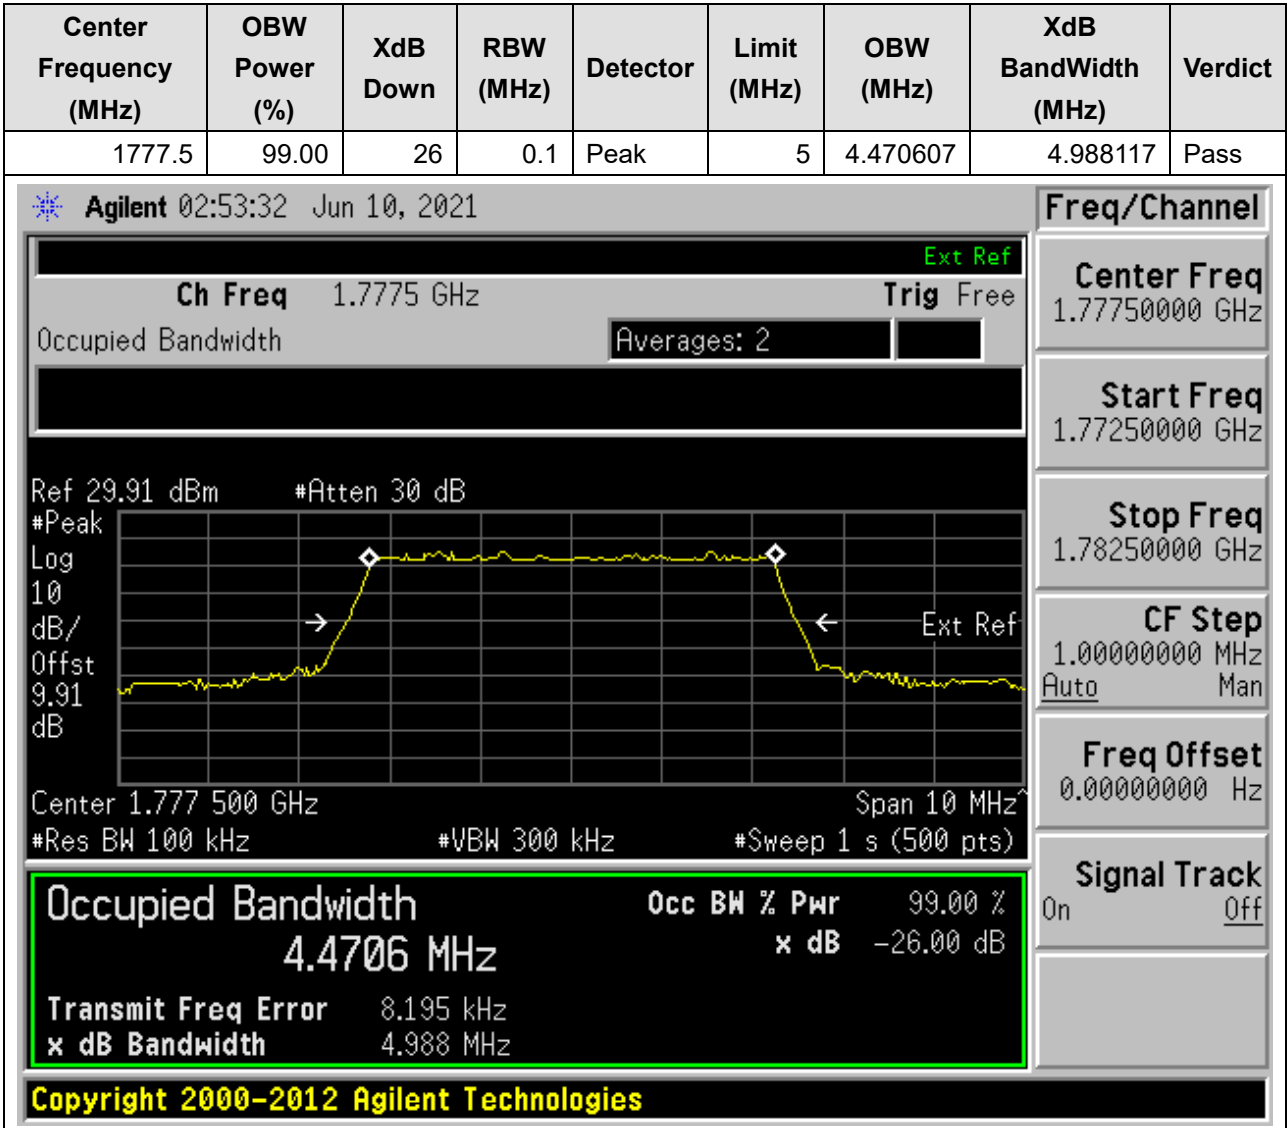 Center Frequency (MHz) OBW Power (%) XdB Down RBW (MHz) Detector Limit (MHz) OBW (MHz) XdB BandWidth (MHz) Verdict
1777.5 99.00 26 0.1 Peak 5 4.470607 4.988117 Pass
Agilent 02:53:32 Jun 10, 2021
Freq/Channel
Ext Ref
Ch Freq 1.7775 GHz Trig Free
Occupied Bandwidth Averages: 2
Ref 29.91 dBm #Atten 30 dB
#Peak
Log
10
dB/
Offst
9.91
dB
Ext Ref
Center 1.777 500 GHz Span 10 MHz^
#Res BW 100 kHz #VBW 300 kHz #Sweep 1 s (500 pts)
Occupied Bandwidth Occ BW % Pwr 99.00 %
4.4706 MHz x dB -26.00 dB
Transmit Freq Error 8.195 kHz
x dB Bandwidth 4.988 MHz
Center Freq
1.77750000 GHz
Start Freq
1.77250000 GHz
Stop Freq
1.78250000 GHz
CF Step
1.00000000 MHz
Auto Man
Freq Offset
0.00000000 Hz
Signal Track
On Off
Copyright 2000-2012 Agilent Technologies